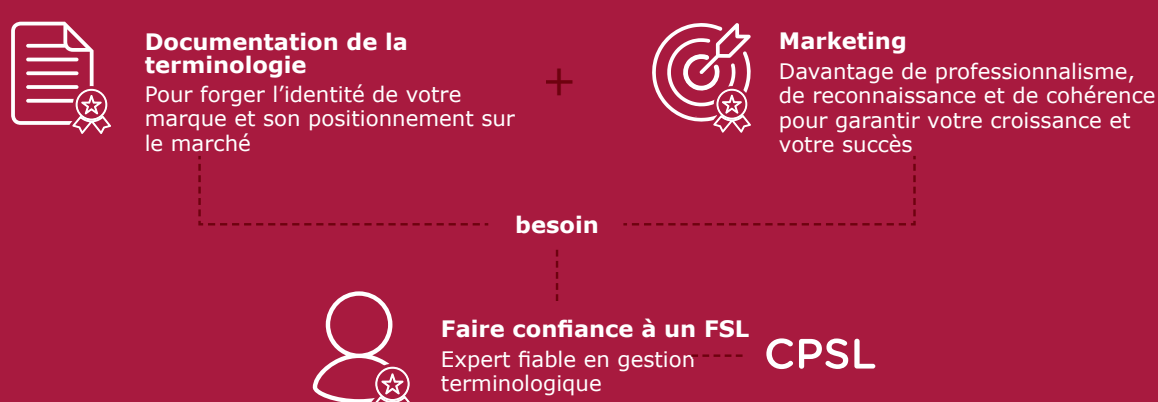 Documentation de la
terminologie
Pour forger l'identité de votre
marque et son positionnement sur
le marché
+
Marketing
Davantage de professionnalisme,
de reconnaissance et de cohérence
pour garantir votre croissance et
votre succès
besoin
Faire confiance à un FSL
Expert fiable en gestion
terminologique
CPSL